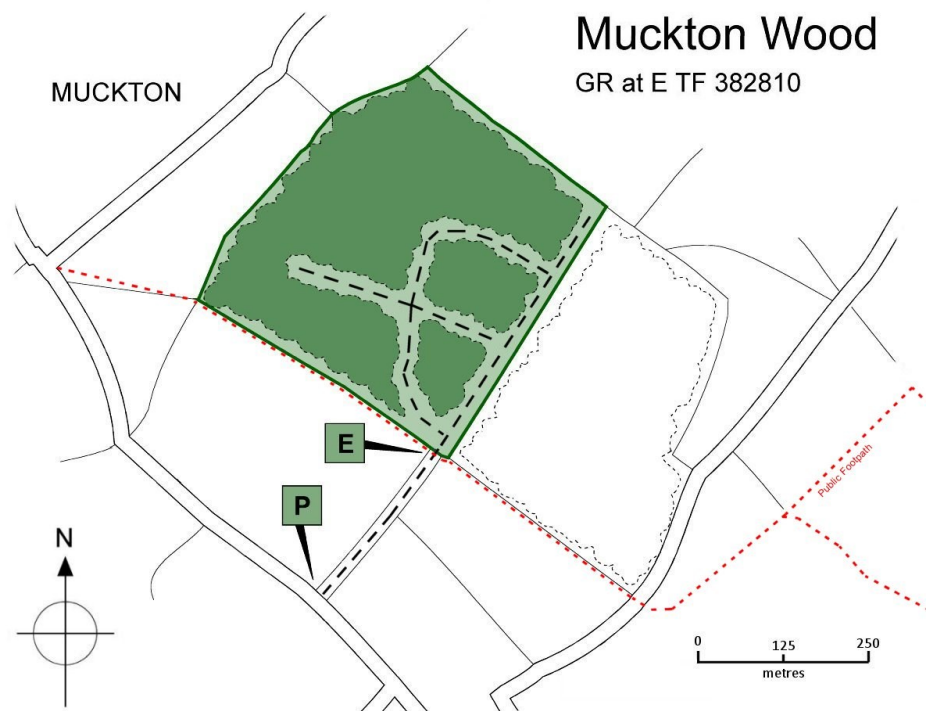 Muckton Wood
GR at E TF 382810
MUCKTON
E
P
Public Footpath
N
0 125 250
metres